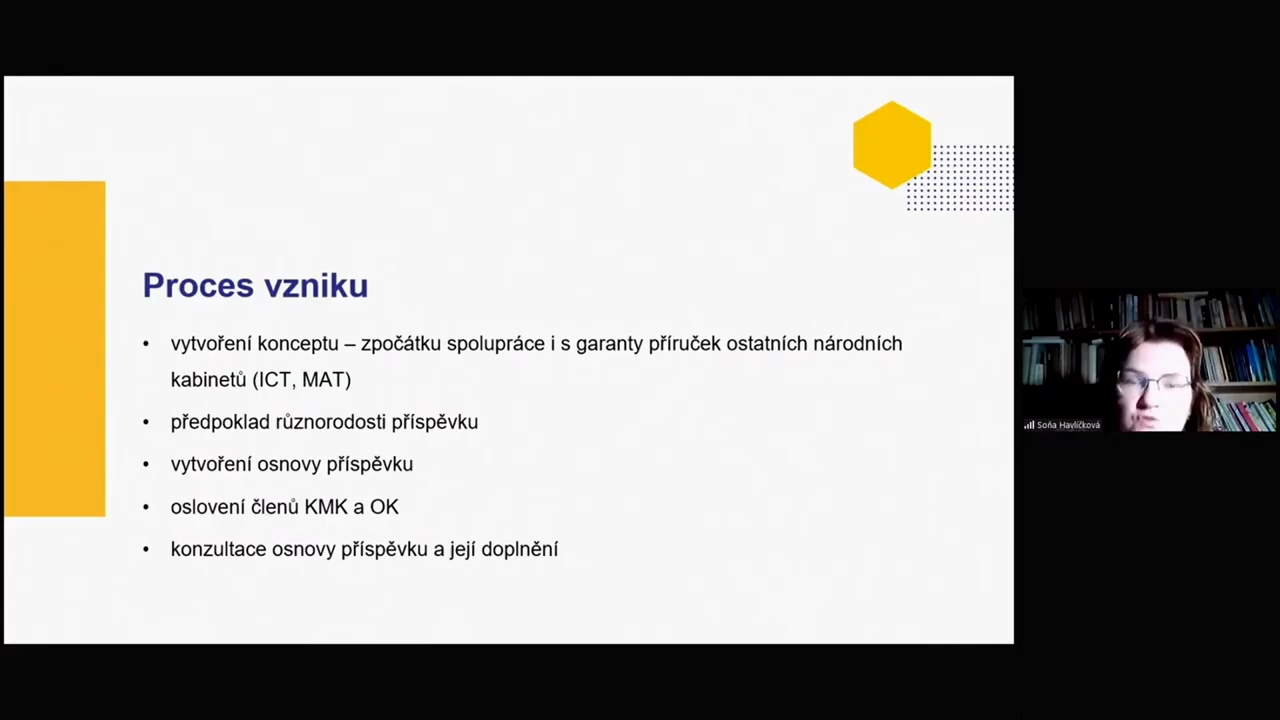 Proces vzniku
• vytvoření konceptu – zpočátku spolupráce i s garanty příruček ostatních národních
kabinetů (ICT, MAT)
• předpoklad různorodosti příspěvku
• vytvoření osnovy příspěvku
• oslovení členů KMK a OK
• konzultace osnovy příspěvku a její doplnění
Soňa Havlíčková